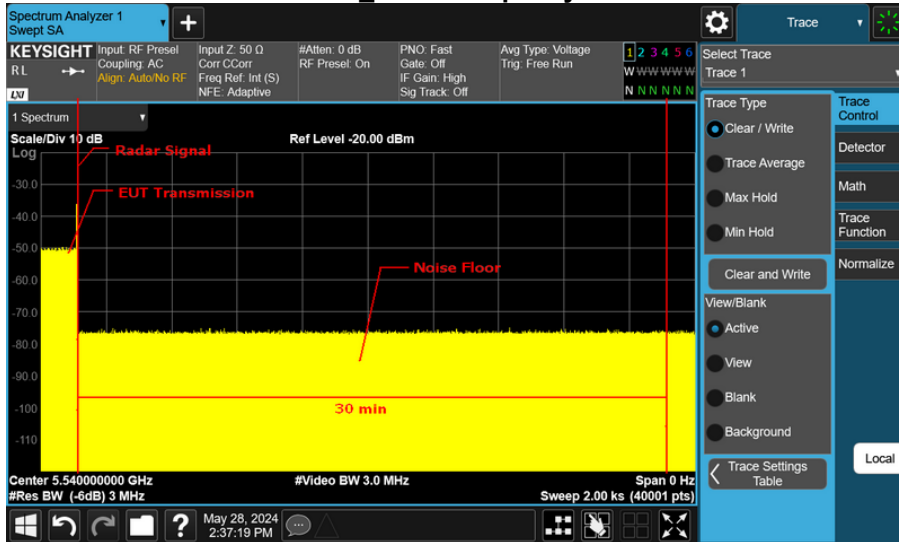 Spectrum Analyzer 1
Swept SA
+
Trace
KEYSIGHT
RL
LXI
Input: RF Presel
Coupling: AC
Align: Auto/No RF
Input Z: 50 Ω
Corr CCorr
Freq Ref: Int (S)
NFE: Adaptive
#Atten: 0 dB
RF Presel: On
PNO: Fast
Gate: Off
IF Gain: High
Sig Track: Off
Avg Type: Voltage
Trig: Free Run
1 2 3 4 5 6
W W W W W W
N N N N N N
Select Trace
Trace 1
1 Spectrum
Scale/Div 10 dB
Ref Level -20.00 dBm
Log
Radar Signal
-30.0
EUT Transmission
-40.0
-50.0
Noise Floor
-60.0
-70.0
-80.0
-90.0
30 min
-100
-110
Center 5.540000000 GHz
#Video BW 3.0 MHz
Span 0 Hz
#Res BW (-6dB) 3 MHz
Sweep 2.00 ks (40001 pts)
Trace Type
Clear / Write
Trace Average
Max Hold
Min Hold
Clear and Write
View/Blank
Active
View
Blank
Background
Trace Settings
Table
Trace
Control
Detector
Math
Trace
Function
Normalize
Local
?
May 28, 2024
2:37:19 PM